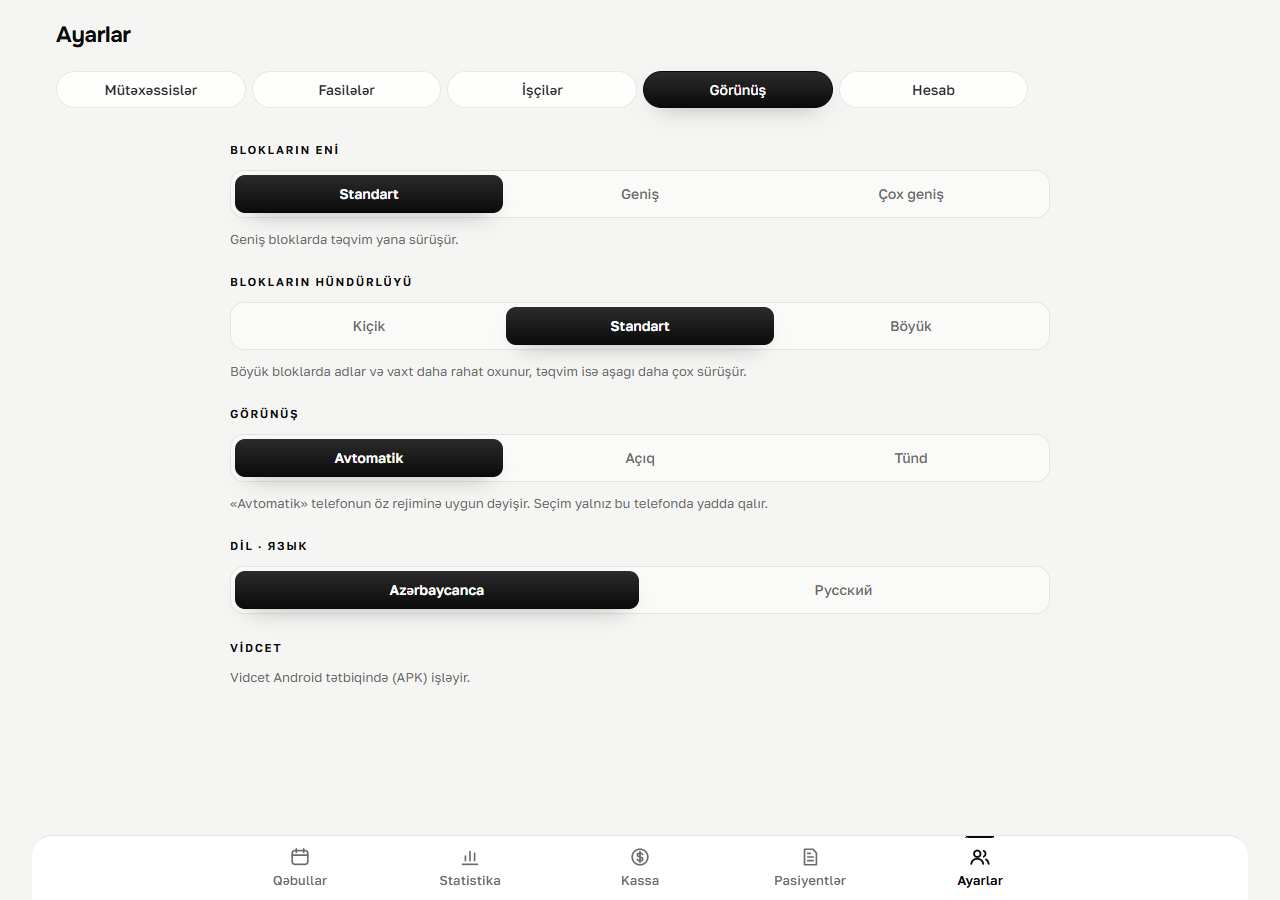 Ayarlar
Mütəxəssislər Fasilələr İşçilər Görünüş Hesab
BLOKLARIN ENİ
Standart Geniş Çox geniş
Geniş bloklarda təqvim yana sürüşür.
BLOKLARIN HÜNDÜRLÜYÜ
Kiçik Standart Böyük
Böyük bloklarda adlar və vaxt daha rahat oxunur, təqvim isə aşağı daha çox sürüşür.
GÖRÜNÜŞ
Avtomatik Açıq Tünd
«Avtomatik» telefonun öz rejiminə uygun dəyişir. Seçim yalnız bu telefonda yadda qalır.
DİL · ЯЗЫК
Azərbaycanca Русский
VİDCET
Vidcet Android tətbiqində (APK) işləyir.
Qəbullar Statistika Kassa Pasiyentlər Ayarlar